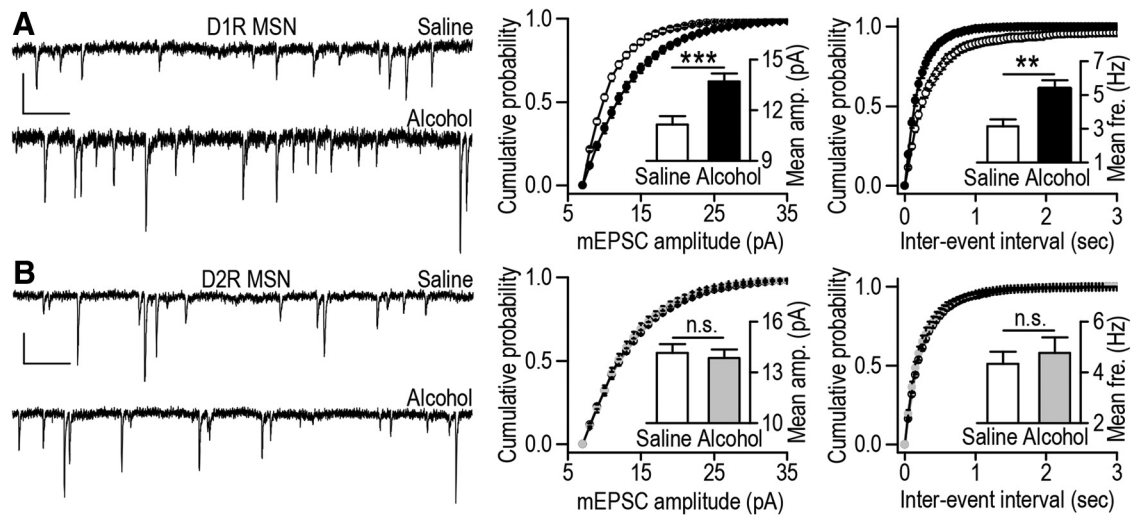 A
D1R MSN
Saline
Alcohol
Cumulative probability
1.0
0.5
0.0
5 15 25 35
mEPSC amplitude (pA)
***
15
12
9
Mean amp. (pA)
Saline Alcohol
Cumulative probability
1.0
0.5
0.0
0 1 2 3
Inter-event interval (sec)
**
7
5
3
1
Mean fre. (Hz)
Saline Alcohol
B
D2R MSN
Saline
Alcohol
Cumulative probability
1.0
0.5
0.0
5 15 25 35
mEPSC amplitude (pA)
n.s.
16
13
10
Mean amp. (pA)
Saline Alcohol
Cumulative probability
1.0
0.5
0.0
0 1 2 3
Inter-event interval (sec)
n.s.
6
4
2
Mean fre. (Hz)
Saline Alcohol